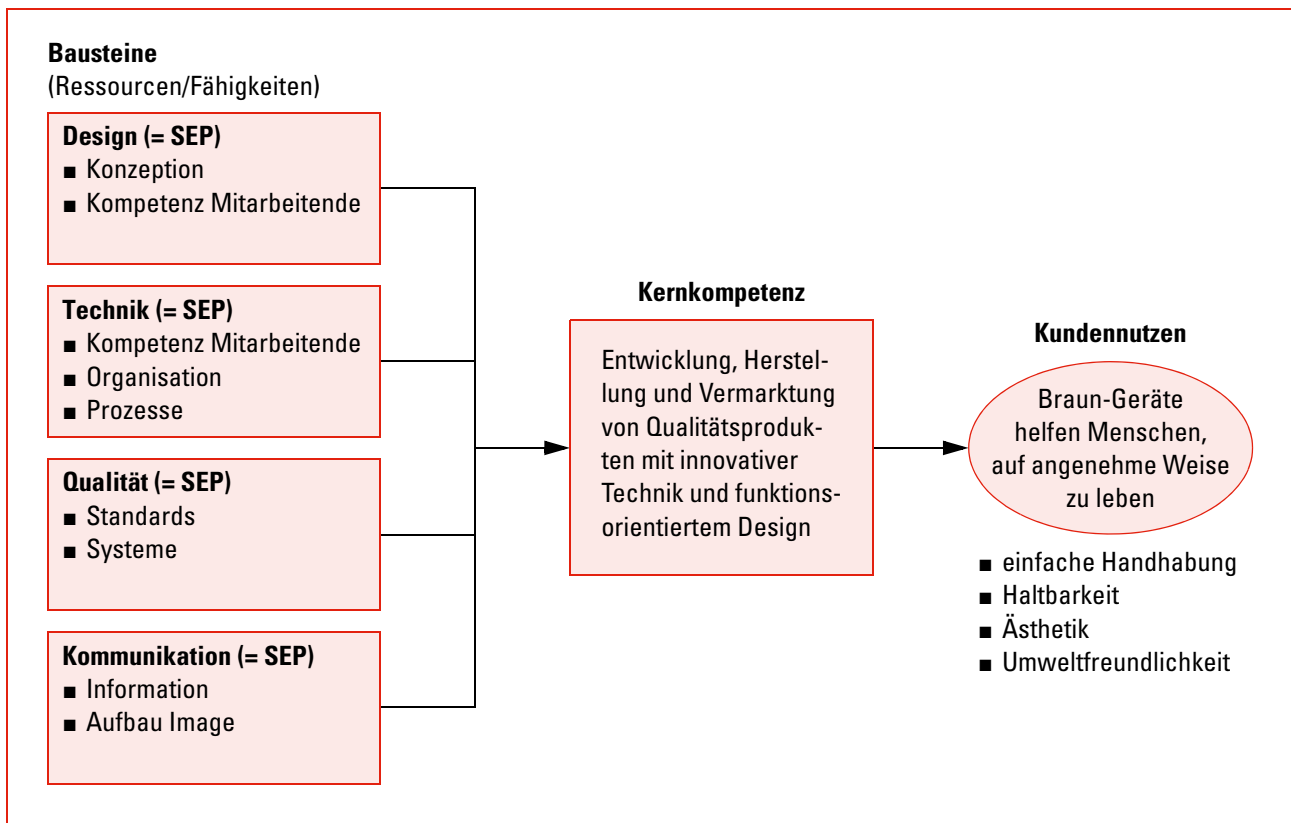 Bausteine
(Ressourcen/Fähigkeiten)
Design (= SEP)
■ Konzeption
■ Kompetenz Mitarbeitende
Technik (= SEP)
■ Kompetenz Mitarbeitende
■ Organisation
■ Prozesse
Qualität (= SEP)
■ Standards
■ Systeme
Kommunikation (= SEP)
■ Information
■ Aufbau Image
Kernkompetenz
Entwicklung, Herstel-
lung und Vermarktung
von Qualitätsproduk-
ten mit innovativer
Technik und funktions-
orientiertem Design
Kundennutzen
Braun-Geräte
helfen Menschen,
auf angenehme Weise
zu leben
■ einfache Handhabung
■ Haltbarkeit
■ Ästhetik
■ Umweltfreundlichkeit